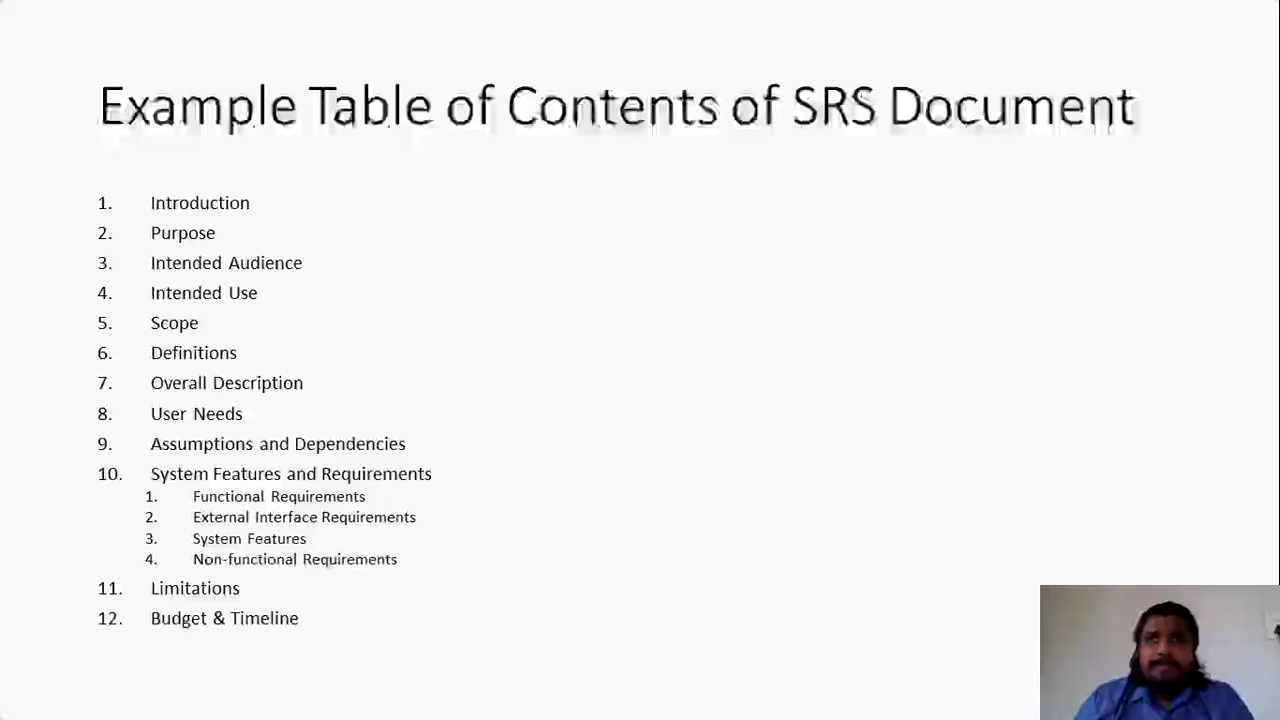 Example Table of Contents of SRS Document
1. Introduction
2. Purpose
3. Intended Audience
4. Intended Use
5. Scope
6. Definitions
7. Overall Description
8. User Needs
9. Assumptions and Dependencies
10. System Features and Requirements
1. Functional Requirements
2. External Interface Requirements
3. System Features
4. Non-functional Requirements
11. Limitations
12. Budget & Timeline